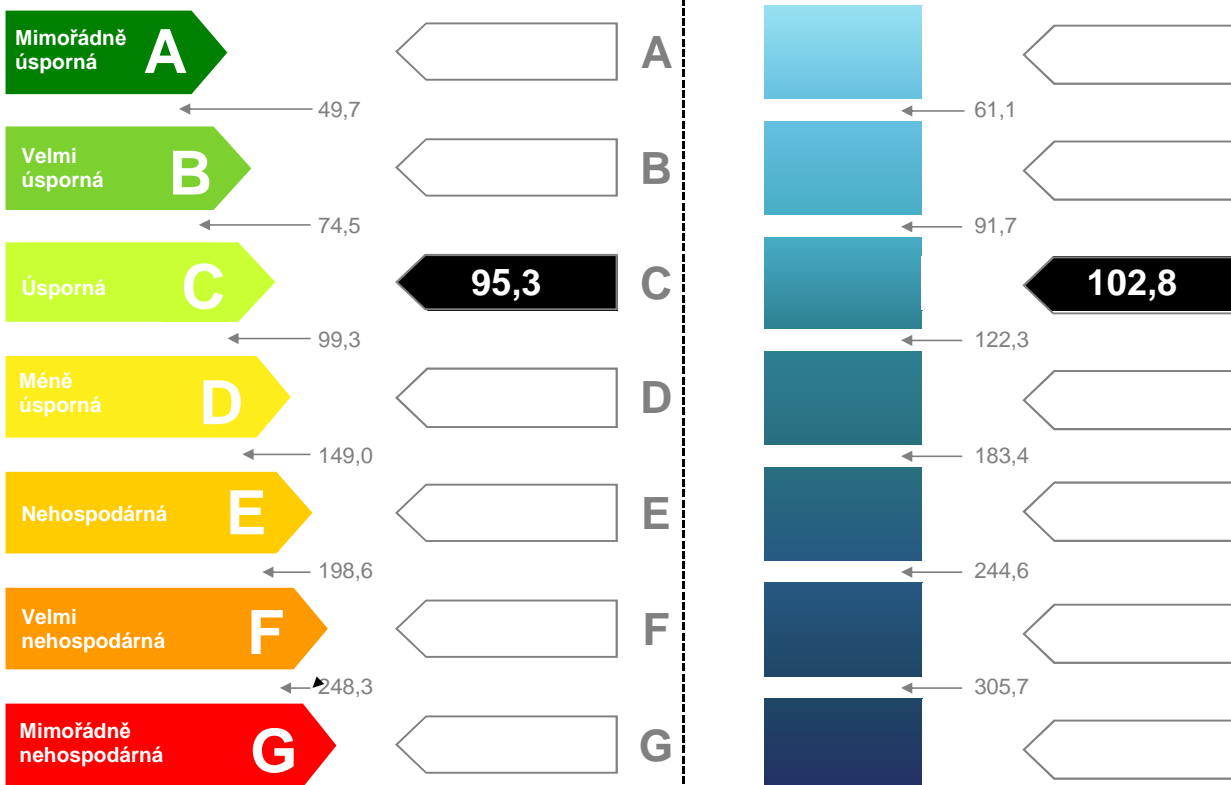 Mimořádně
úsporná
A
A
49,7
61,1
Velmi
úsporná
B
B
74,5
91,7
Úsporná
C
95,3
C
102,8
99,3
122,3
Méně
úsporná
D
D
149,0
183,4
Nehospodárná
E
E
198,6
244,6
Velmi
nehospodárná
F
F
248,3
305,7
Mimořádně
nehospodárná
G
G